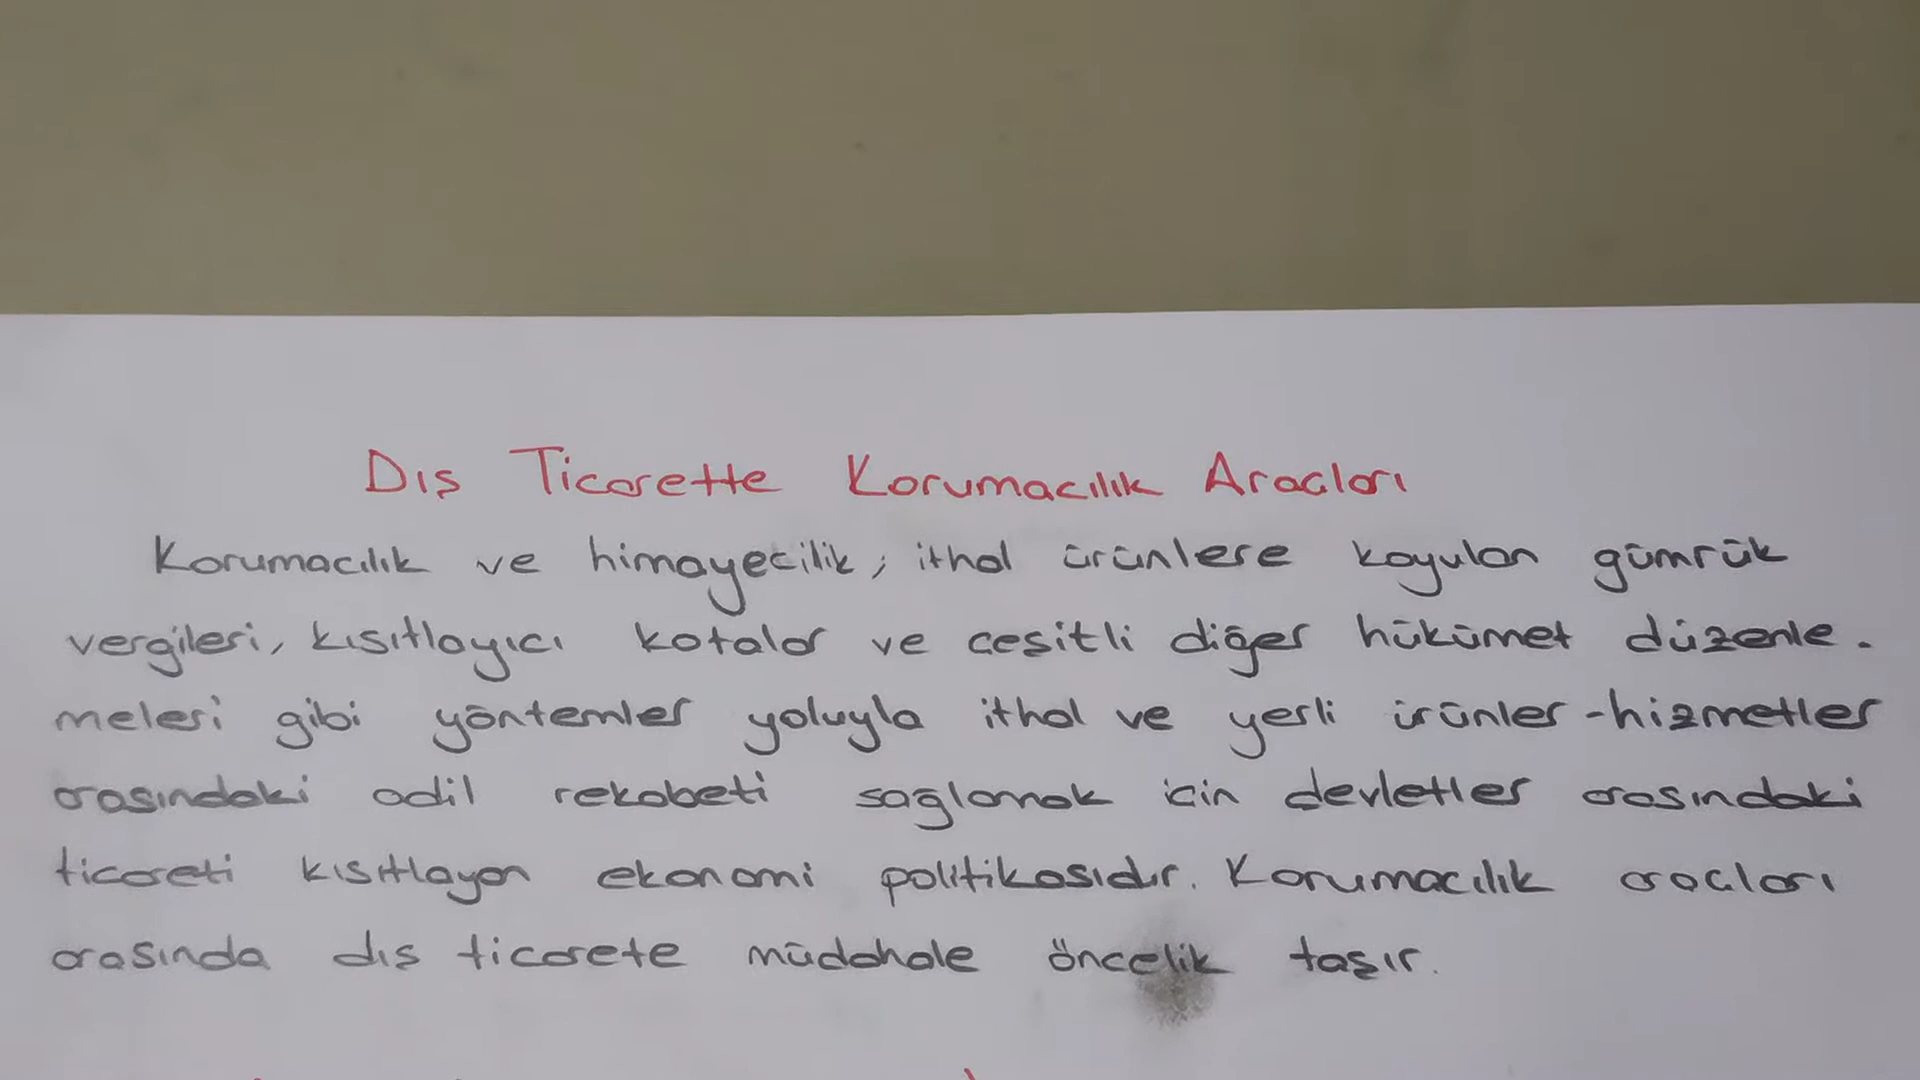 Dış Ticarette Korumacılık Araçları
Korumacılık ve himayecilik; ithal ürünlere koyulan gümrük
vergileri, kısıtlayıcı kotalar ve çeşitli diğer hükümet düzenle-
meleri gibi yöntemler yoluyla ithal ve yerli ürünler-hizmetler
arasındaki adil rekabeti sağlamak için devletler arasındaki
ticareti kısıtlayan ekonomi politikasıdır. Korumacılık araçları
arasında dış ticarete müdahale öncelik taşır.